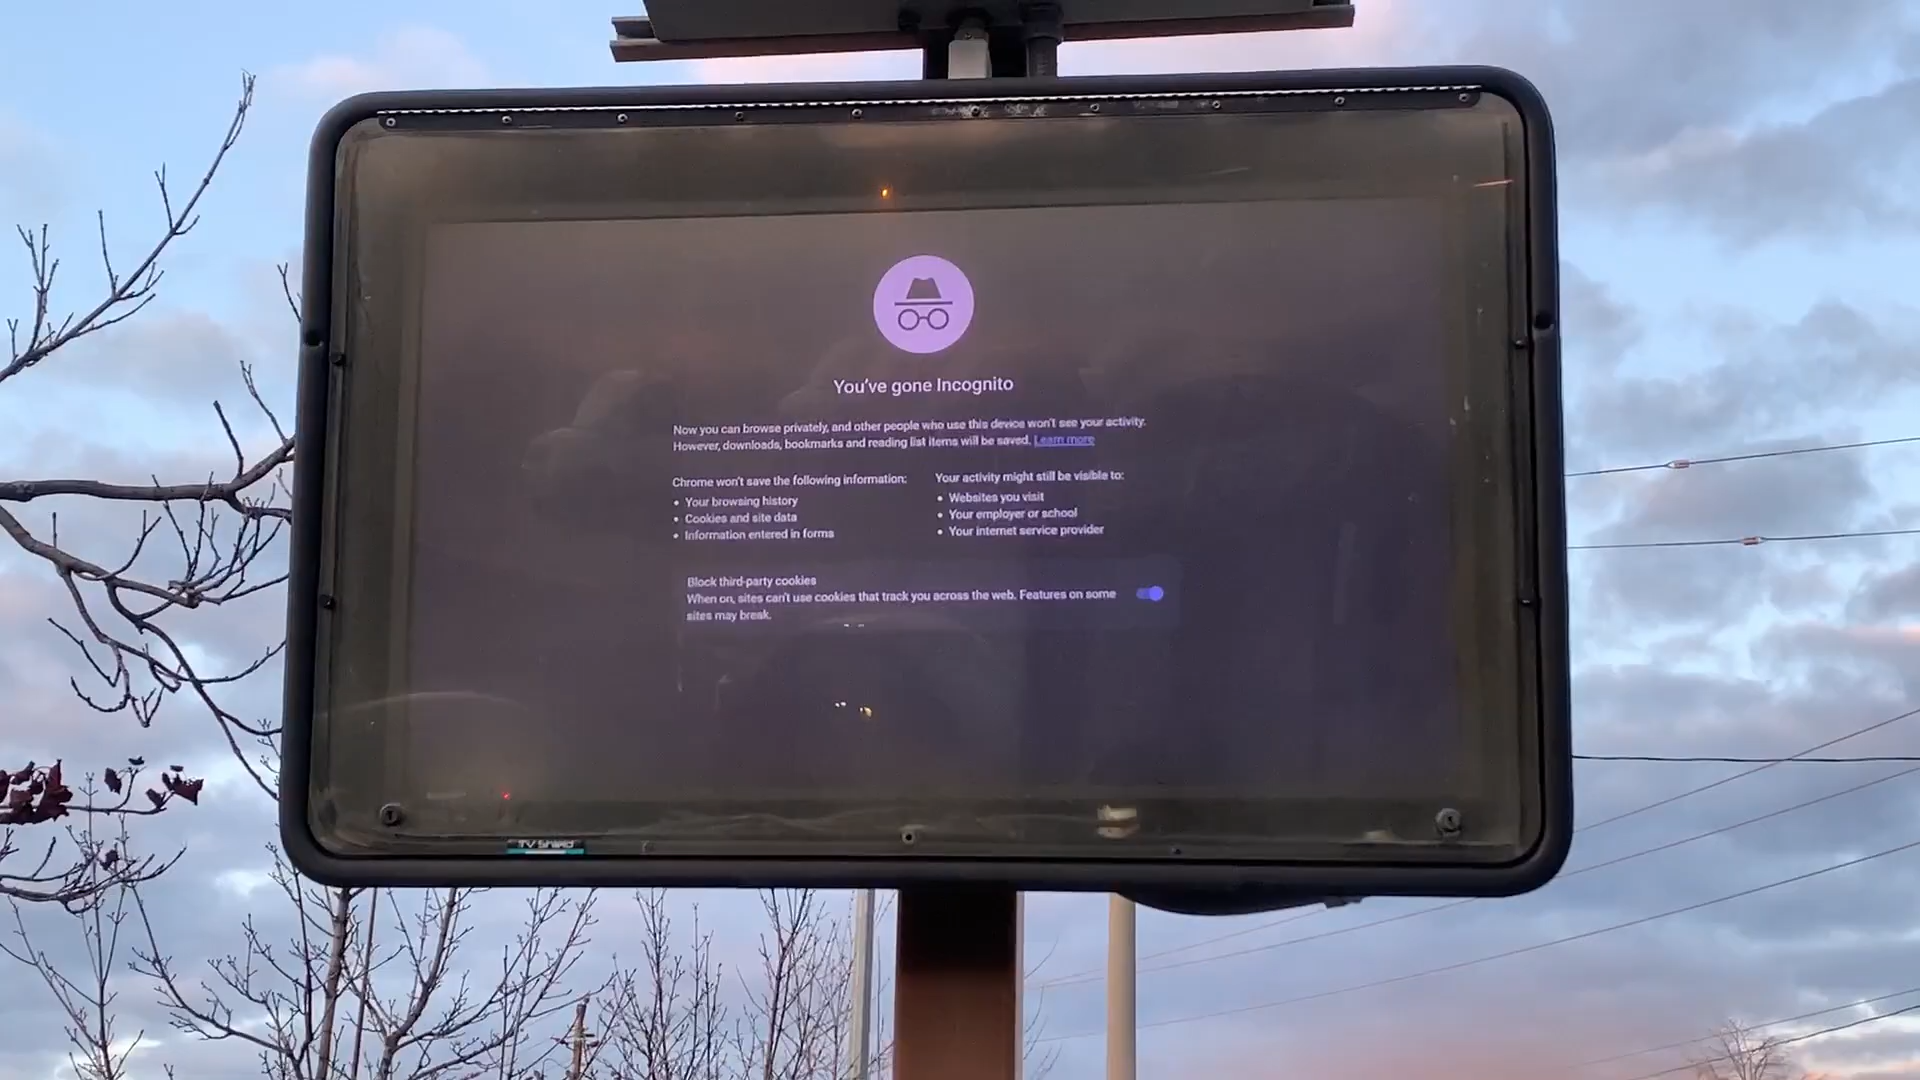 You've gone Incognito
Now you can browse privately, and other people who use this device won't see your activity.
However, downloads, bookmarks and reading list items will be saved. Learn more
Chrome won't save the following information:
• Your browsing history
• Cookies and site data
• Information entered in forms
Your activity might still be visible to:
• Websites you visit
• Your employer or school
• Your internet service provider
Block third-party cookies
When on, sites can't use cookies that track you across the web. Features on some
sites may break.
TV Shield